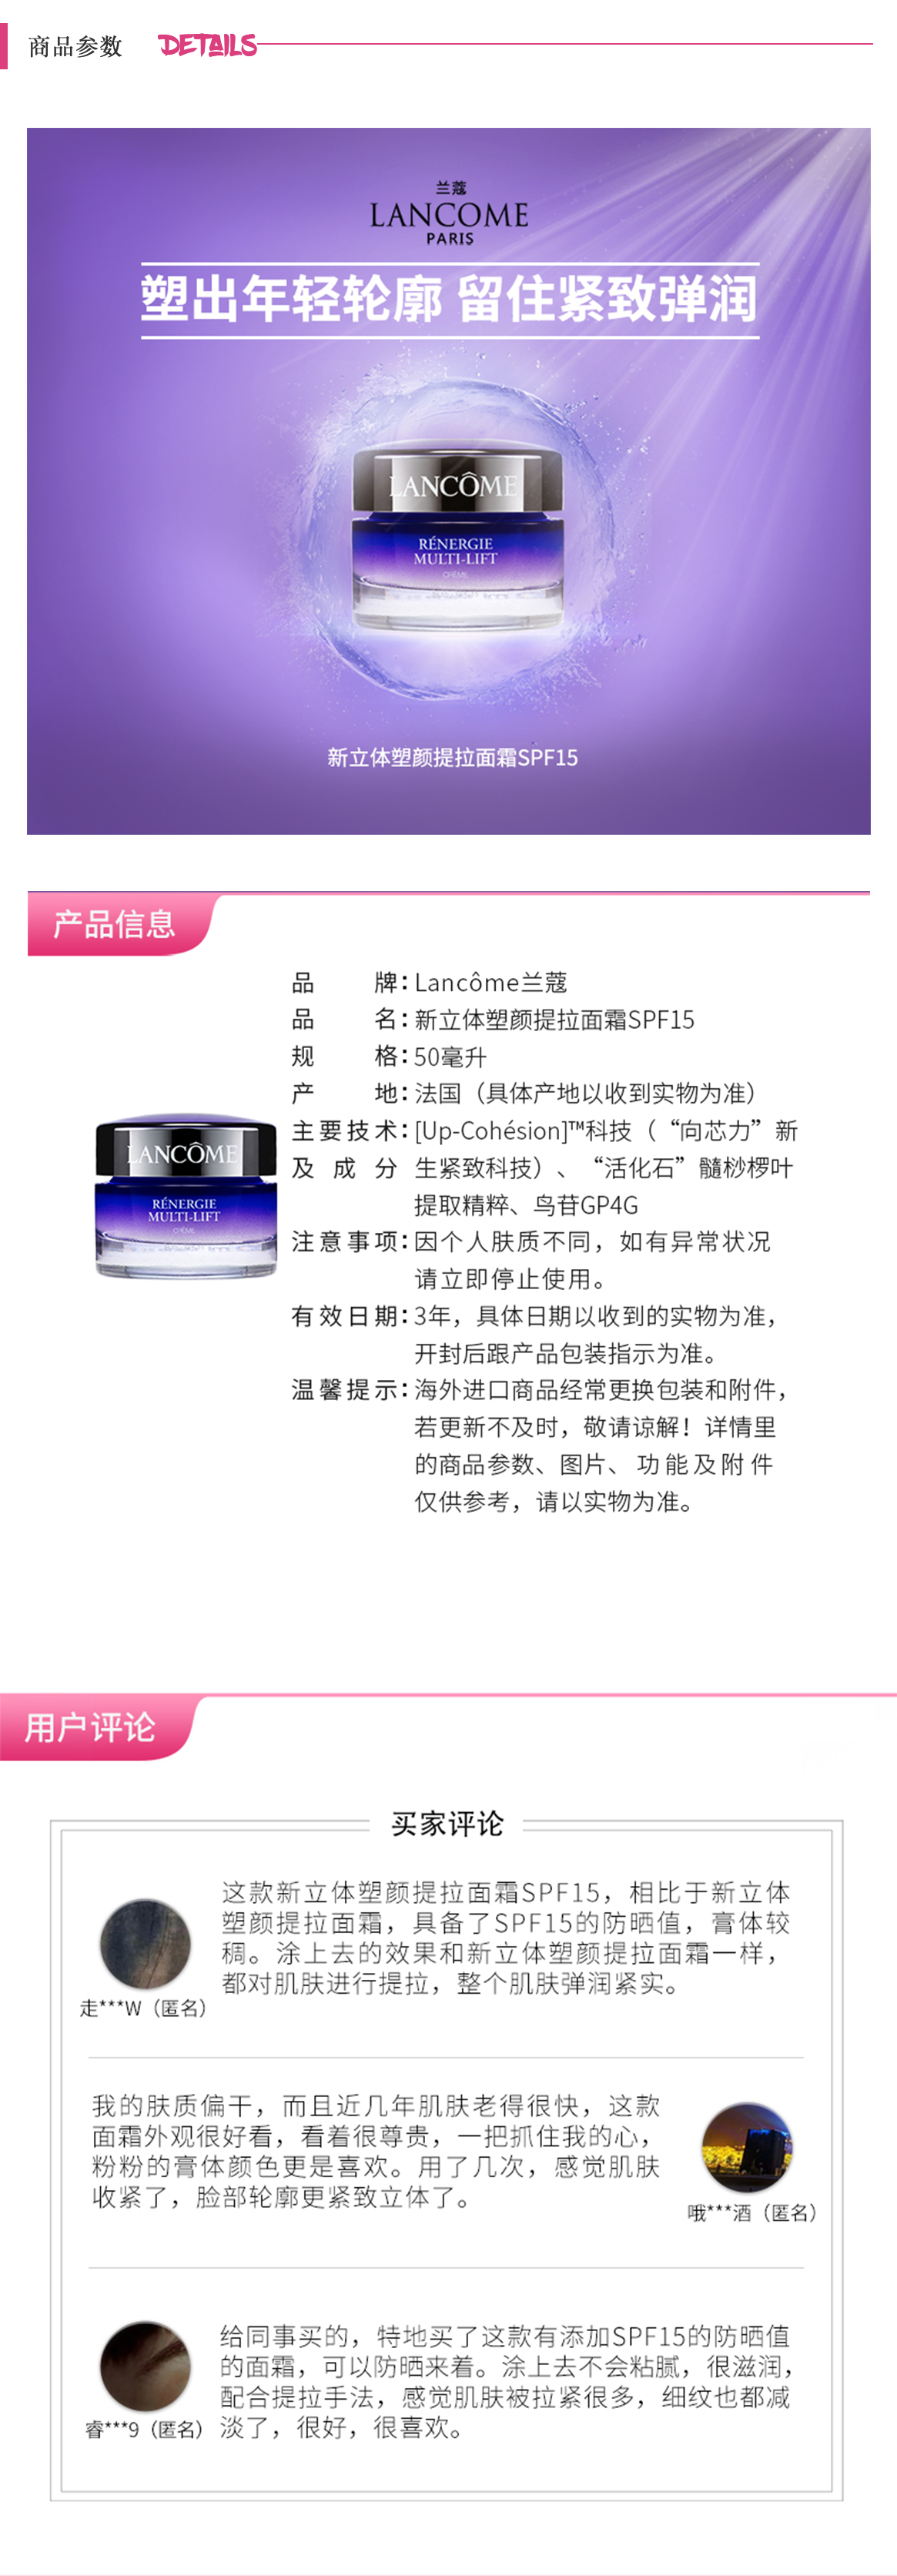 商品参数 DETAILS
兰蔻
LANCOME
PARIS
塑出年轻轮廓 留住紧致弹润
LANCÔME
RÉNERGIE
MULTI-LIFT
CRÈME
新立体塑颜提拉面霜SPF15
产品信息
品牌：Lancôme兰蔻
品名：新立体塑颜提拉面霜SPF15
规格：50毫升
产地：法国（具体产地以收到实物为准）
主要技术：[Up-Cohésion]™科技（“向芯力”新
及成分 生紧致科技）、“活化石”髓桫椤叶
提取精粹、鸟苷GP4G
LANCÔME
RÉNERGIE
MULTI-LIFT
CRÈME
注意事项：因个人肤质不同，如有异常状况
请立即停止使用。
有效日期：3年，具体日期以收到的实物为准，
开封后跟产品包装指示为准。
温馨提示：海外进口商品经常更换包装和附件，
若更新不及时，敬请谅解！详情里
的商品参数、图片、功能及附件
仅供参考，请以实物为准。
用户评论
买家评论
这款新立体塑颜提拉面霜SPF15，相比于新立体
塑颜提拉面霜，具备了SPF15的防晒值，膏体较
稠。涂上去的效果和新立体塑颜提拉面霜一样，
都对肌肤进行提拉，整个肌肤弹润紧实。
走***W（匿名）
我的肤质偏干，而且近几年肌肤老得很快，这款
面霜外观很好看，看着很尊贵，一把抓住我的心，
粉粉的膏体颜色更是喜欢。用了几次，感觉肌肤
收紧了，脸部轮廓更紧致立体了。
哦***酒（匿名）
给同事买的，特地买了这款有添加SPF15的防晒值
的面霜，可以防晒来着。涂上去不会粘腻，很滋润，
配合提拉手法，感觉肌肤被拉紧很多，细纹也都减
淡了，很好，很喜欢。
睿***9（匿名）